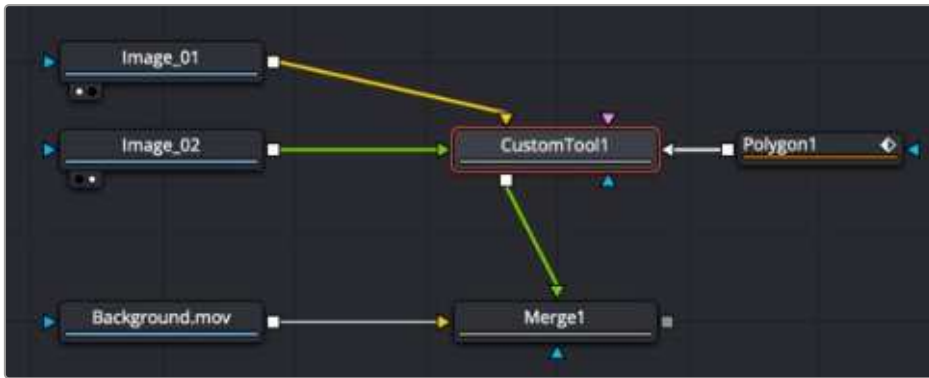 Image_01
Image_02
CustomTool1
Polygon1
Background.mov
Merge1